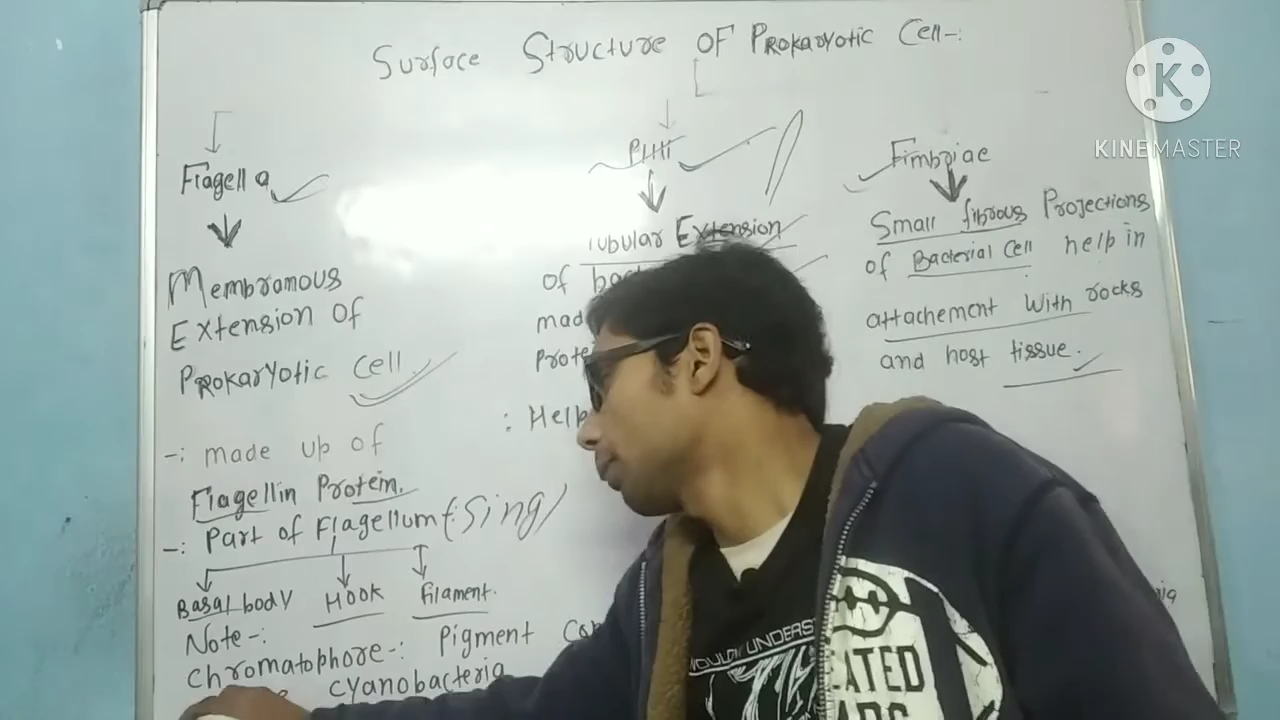 Surface Structure OF Prokaryotic Cell-:
K
KINEMASTER
Flagella
Membranous
Extension of
Prokaryotic Cell
-: made up of
Flagellin Protein.
-: Part of Flagellum (Sing)
Basal body Hook Filament.
Note-:
Chromatophore-: Pigment
cyanobacteria
Pilli
Tubular Extension
of
: Help
Fimbriae
Small fibrous Projections
of Bacterial Cell help in
attachement with rocks
and host tissue.